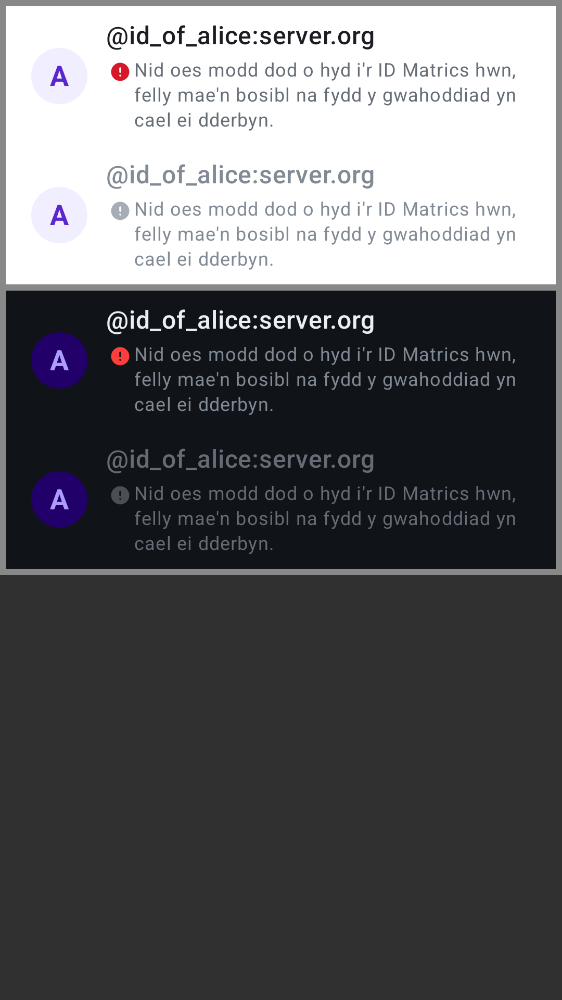 @id_of_alice:server.org
A
Nid oes modd dod o hyd i'r ID Matrics hwn,
felly mae'n bosibl na fydd y gwahoddiad yn
cael ei dderbyn.
@id_of_alice:server.org
A
Nid oes modd dod o hyd i'r ID Matrics hwn,
felly mae'n bosibl na fydd y gwahoddiad yn
cael ei dderbyn.
@id_of_alice:server.org
A
Nid oes modd dod o hyd i'r ID Matrics hwn,
felly mae'n bosibl na fydd y gwahoddiad yn
cael ei dderbyn.
@id_of_alice:server.org
A
Nid oes modd dod o hyd i'r ID Matrics hwn,
felly mae'n bosibl na fydd y gwahoddiad yn
cael ei dderbyn.